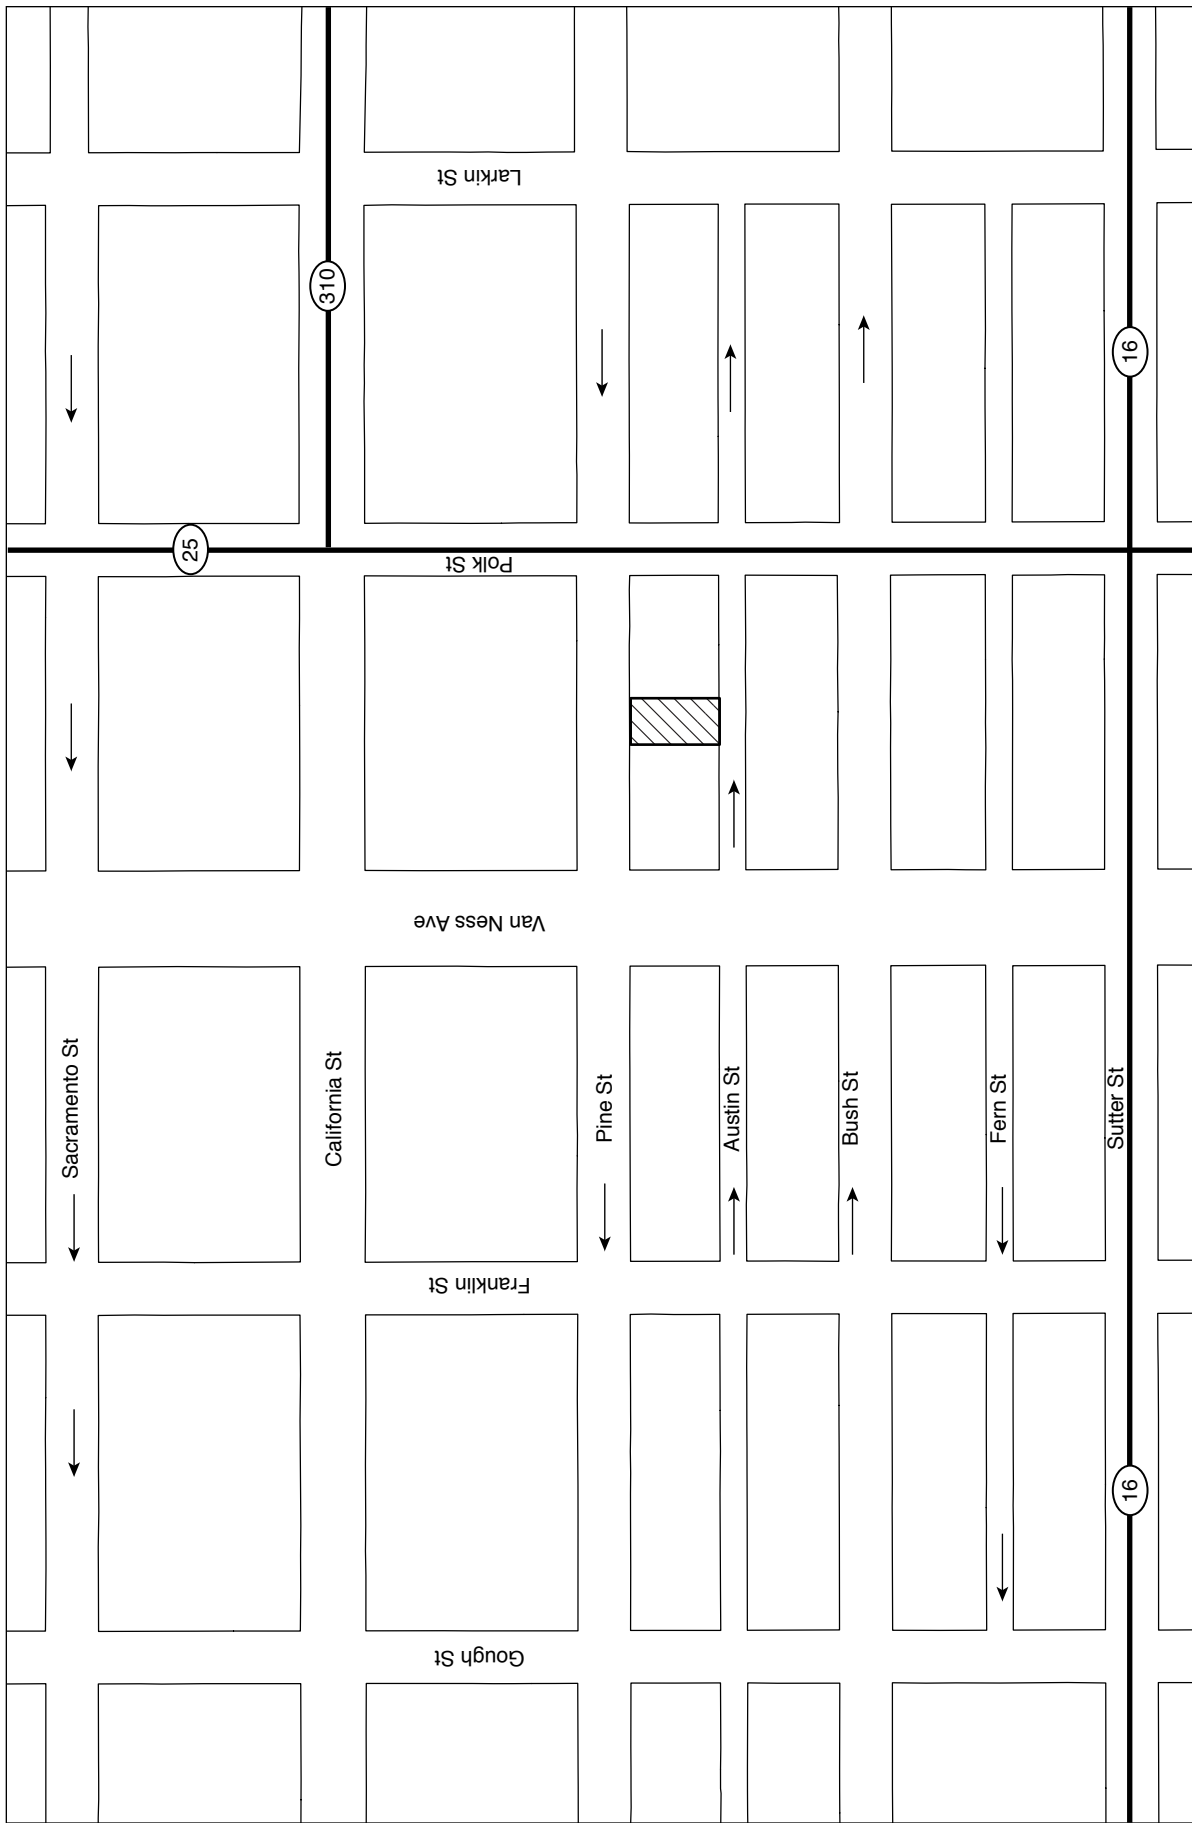 Larkin St
310
16
25
Polk St
Van Ness Ave
Sacramento St
California St
Pine St
Austin St
Bush St
Fern St
Sutter St
Franklin St
16
Gough St